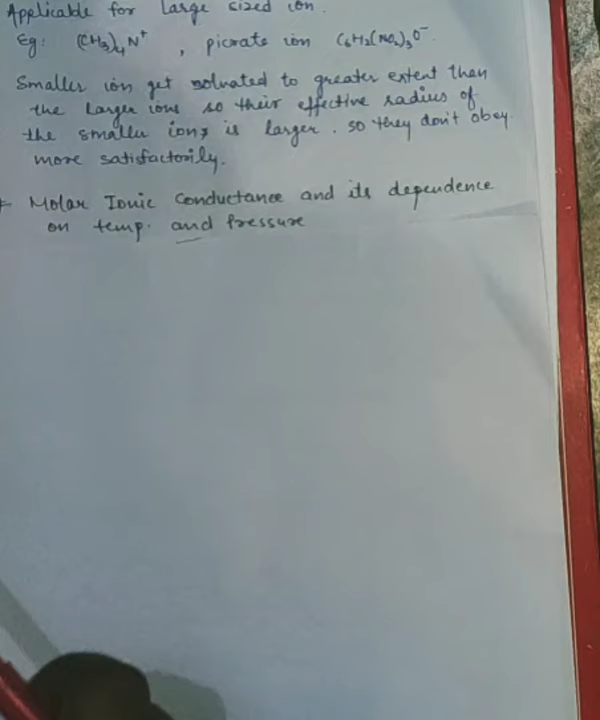 Applicable for Large sized ion.
Eg: (CH3)4N+ , picrate ion C6H2(NO2)3O-.
Smaller ion get solvated to greater extent than
the larger ions so their effective radius of
the smaller ions is larger. so they don't obey
more satisfactorily.
* Molar Ionic Conductance and its dependence
on temp. and Pressure